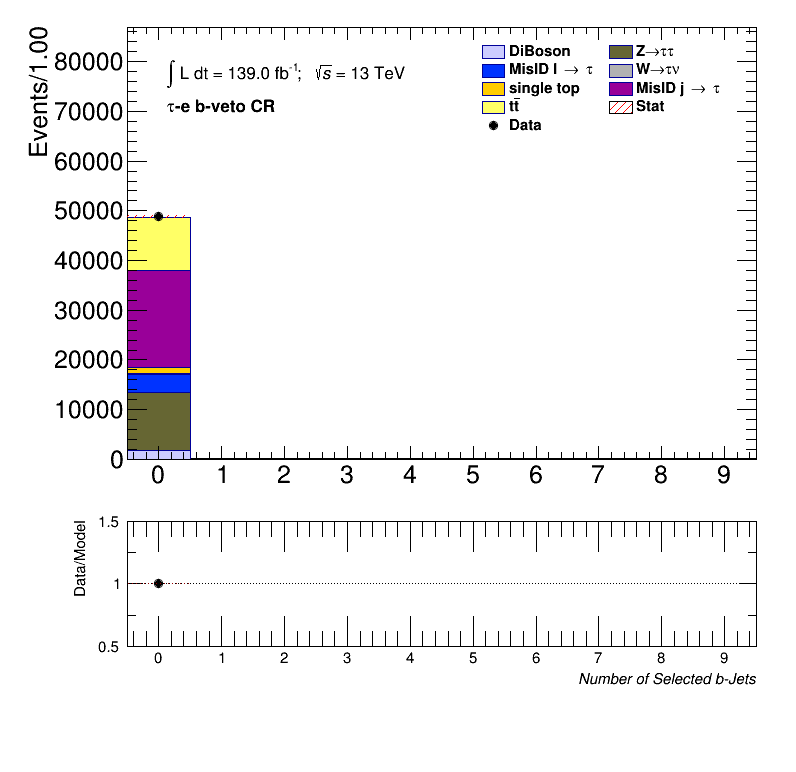 Events/1.00
80000
70000
60000
50000
40000
30000
20000
10000
0
∫ L dt = 139.0 fb⁻¹; √s = 13 TeV
τ-e b-veto CR
DiBoson
MisID l → τ
single top
tt̄
Data
Z→ττ
W→τν
MisID j → τ
Stat
0 1 2 3 4 5 6 7 8 9
Data/Model
1.5
1
0.5
0 1 2 3 4 5 6 7 8 9
Number of Selected b-Jets